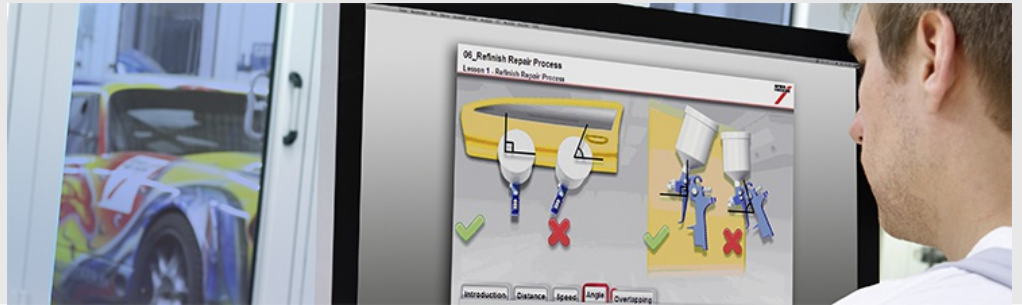 06_Refinish Repair Process
Lesson 1 - Refinish Repair Process
Introduction Distance Speed Angle Overlapping